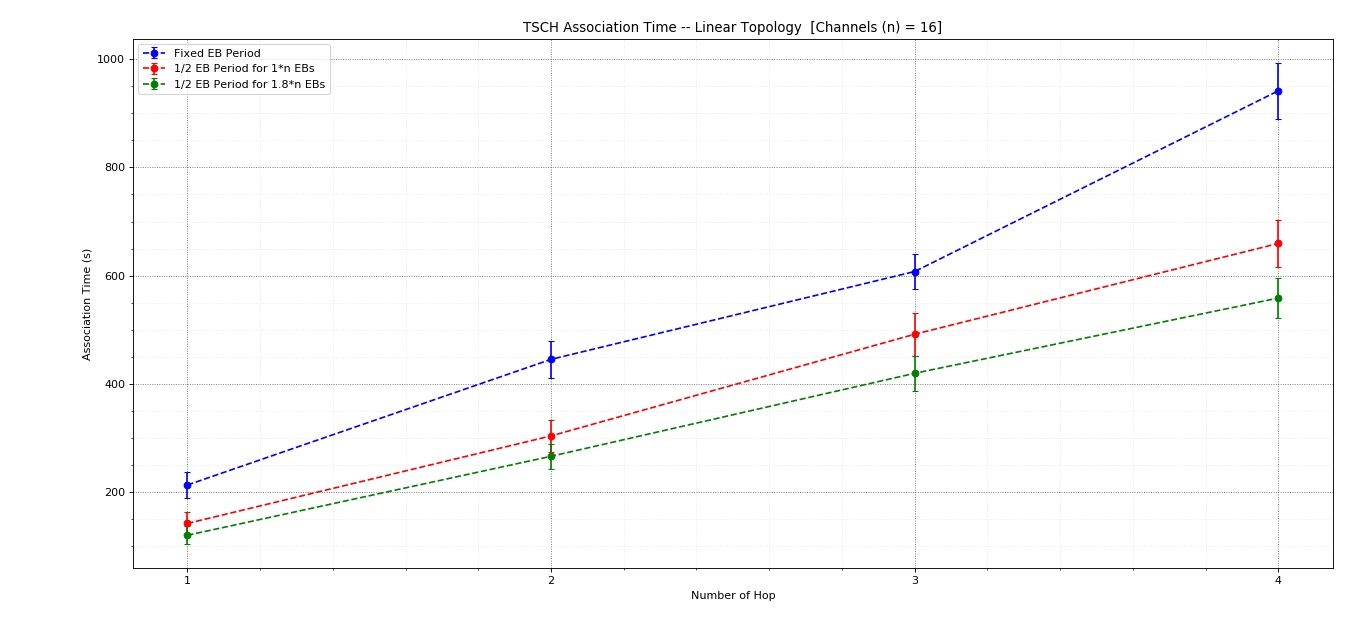 TSCH Association Time -- Linear Topology  [Channels (n) = 16]
Fixed EB Period
1/2 EB Period for 1*n EBs
1/2 EB Period for 1.8*n EBs
1000
800
600
400
200
Association Time (s)
1 2 3 4
Number of Hop